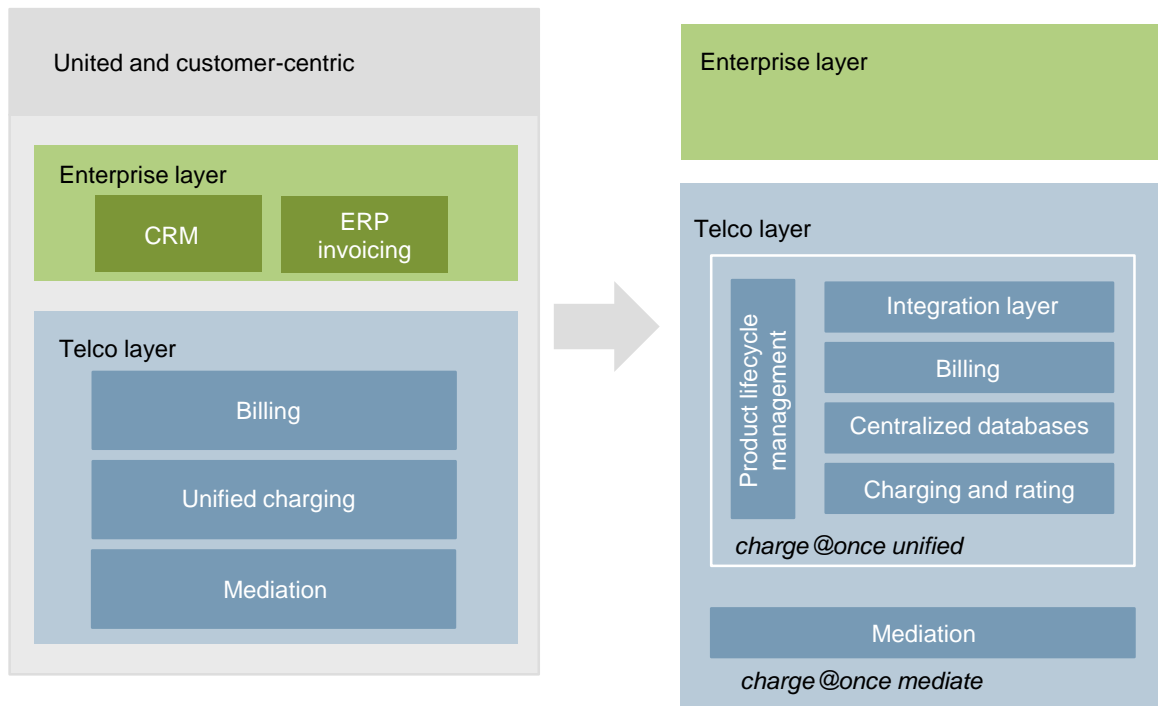 United and customer-centric
Enterprise layer
CRM
ERP
invoicing
Telco layer
Billing
Unified charging
Mediation
Enterprise layer
Telco layer
Product lifecycle
management
Integration layer
Billing
Centralized databases
Charging and rating
charge@once unified
Mediation
charge@once mediate